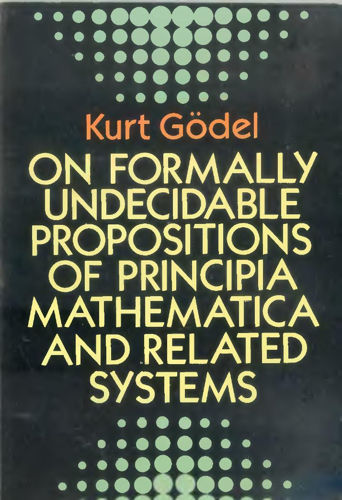 Kurt Gödel
ON FORMALLY
UNDECIDABLE
PROPOSITIONS
OF PRINCIPIA
MATHEMATICA
AND RELATED
SYSTEMS